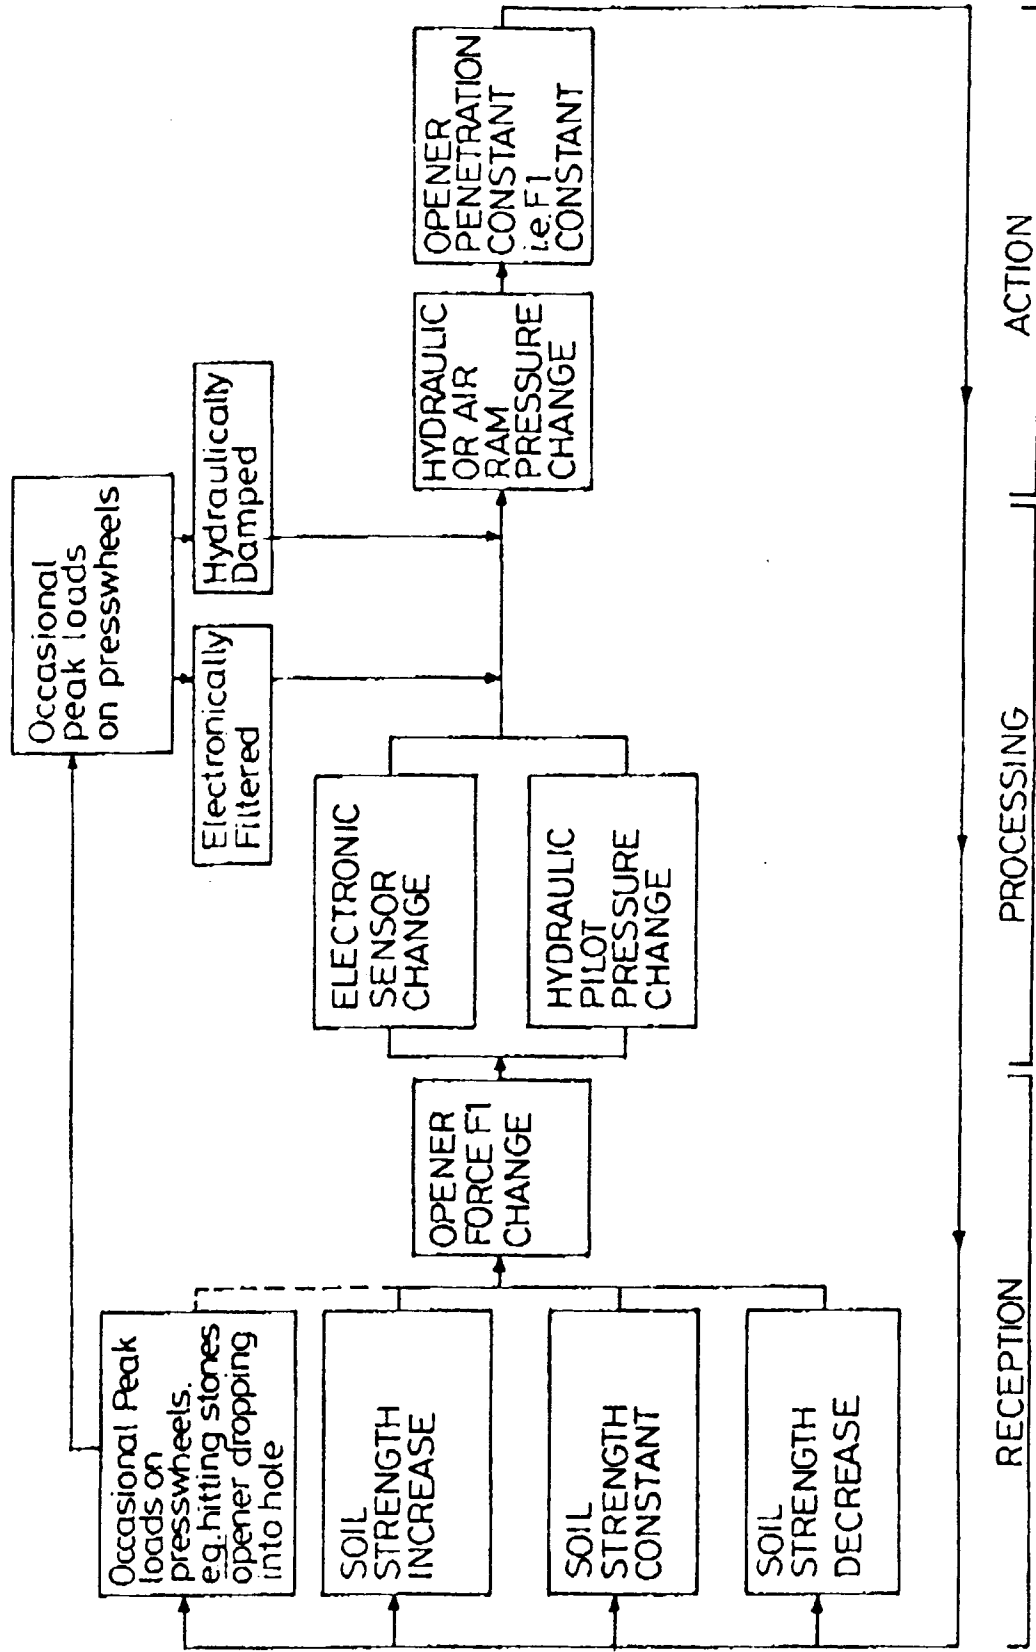 Occasional Peak
loads on
presswheels.
e.g. hitting stones
opener dropping
into hole
SOIL
STRENGTH
INCREASE
SOIL
STRENGTH
CONSTANT
SOIL
STRENGTH
DECREASE
OPENER
FORCE F1
CHANGE
ELECTRONIC
SENSOR
CHANGE
HYDRAULIC
PILOT
PRESSURE
CHANGE
Occasional
peak loads
on presswheels
Electronically
Filtered
Hydraulically
Damped
HYDRAULIC
OR AIR
RAM
PRESSURE
CHANGE
OPENER
PENETRATION
CONSTANT
i.e. F1
CONSTANT
RECEPTION
PROCESSING
ACTION